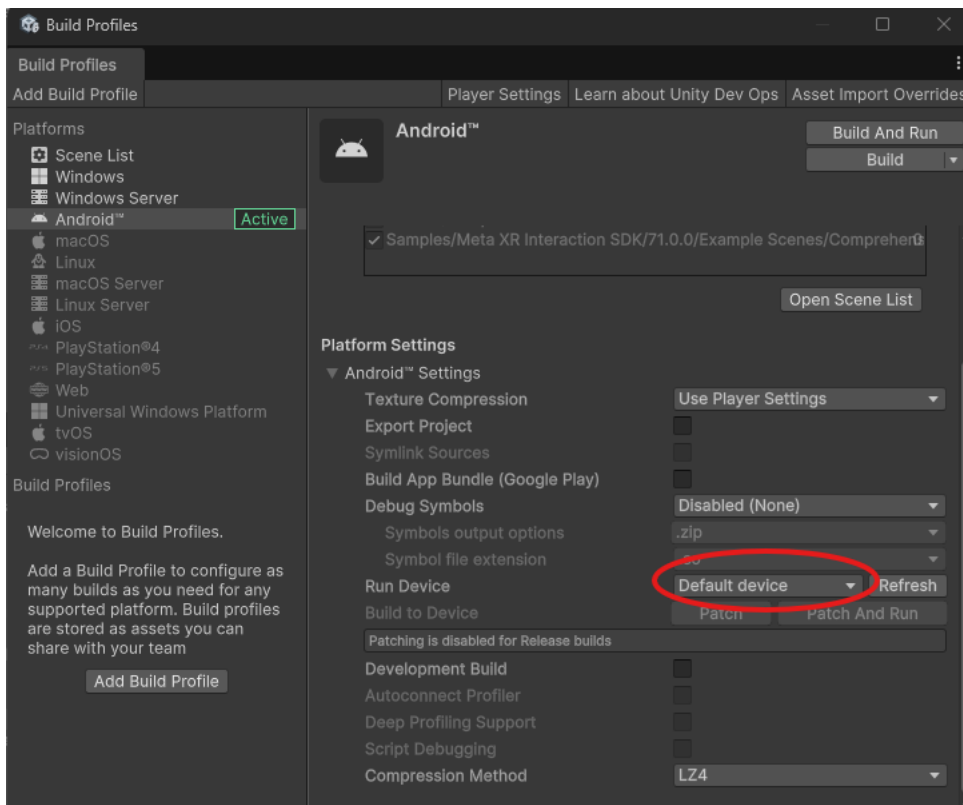 Build Profiles
Build Profiles
Add Build Profile
Player Settings
Learn about Unity Dev Ops
Asset Import Overrides
Platforms
Scene List
Windows
Windows Server
Android™
Active
macOS
Linux
macOS Server
Linux Server
iOS
PlayStation®4
PlayStation®5
Web
Universal Windows Platform
tvOS
visionOS
Build Profiles
Welcome to Build Profiles.
Add a Build Profile to configure as
many builds as you need for any
supported platform. Build profiles
are stored as assets you can
share with your team
Add Build Profile
Android™
Build And Run
Build
Samples/Meta XR Interaction SDK/71.0.0/Example Scenes/Comprehens
Open Scene List
Platform Settings
Android™ Settings
Texture Compression
Use Player Settings
Export Project
Symlink Sources
Build App Bundle (Google Play)
Debug Symbols
Disabled (None)
Symbols output options
.zip
Symbol file extension
.so
Run Device
Default device
Refresh
Build to Device
Patch
Patch And Run
Patching is disabled for Release builds
Development Build
Autoconnect Profiler
Deep Profiling Support
Script Debugging
Compression Method
LZ4